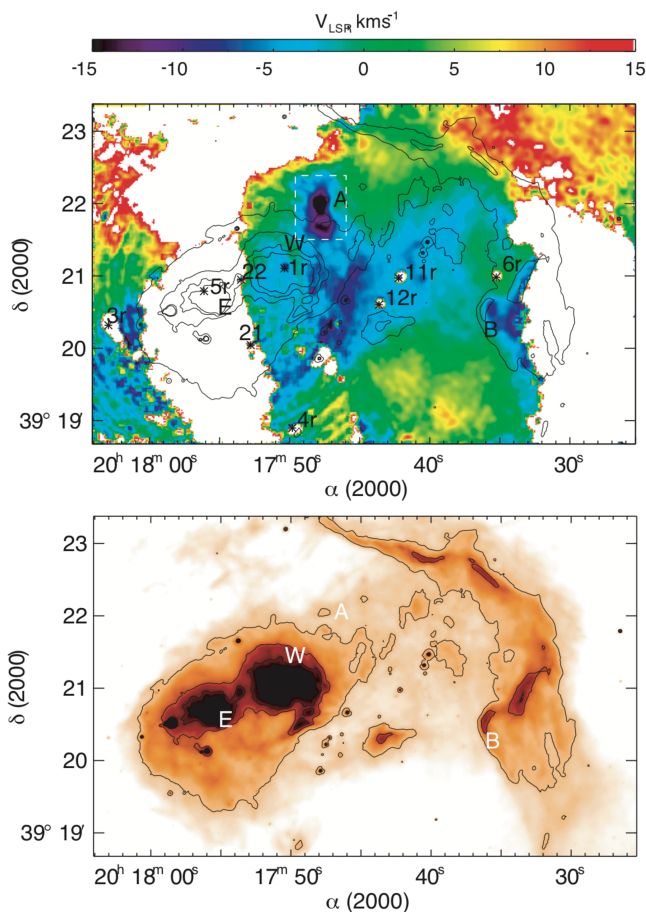 V_LSR kms⁻¹
-15 -10 -5 0 5 10 15
23
22
21
20
39° 19′
δ (2000)
A
W
1r
22
5r
E
3r
21
4r
11r
12r
6r
B
20ʰ 18ᵐ 00ˢ 17ᵐ 50ˢ 40ˢ 30ˢ
α (2000)
23
22
21
20
39° 19′
δ (2000)
A
W
E
B
20ʰ 18ᵐ 00ˢ 17ᵐ 50ˢ 40ˢ 30ˢ
α (2000)